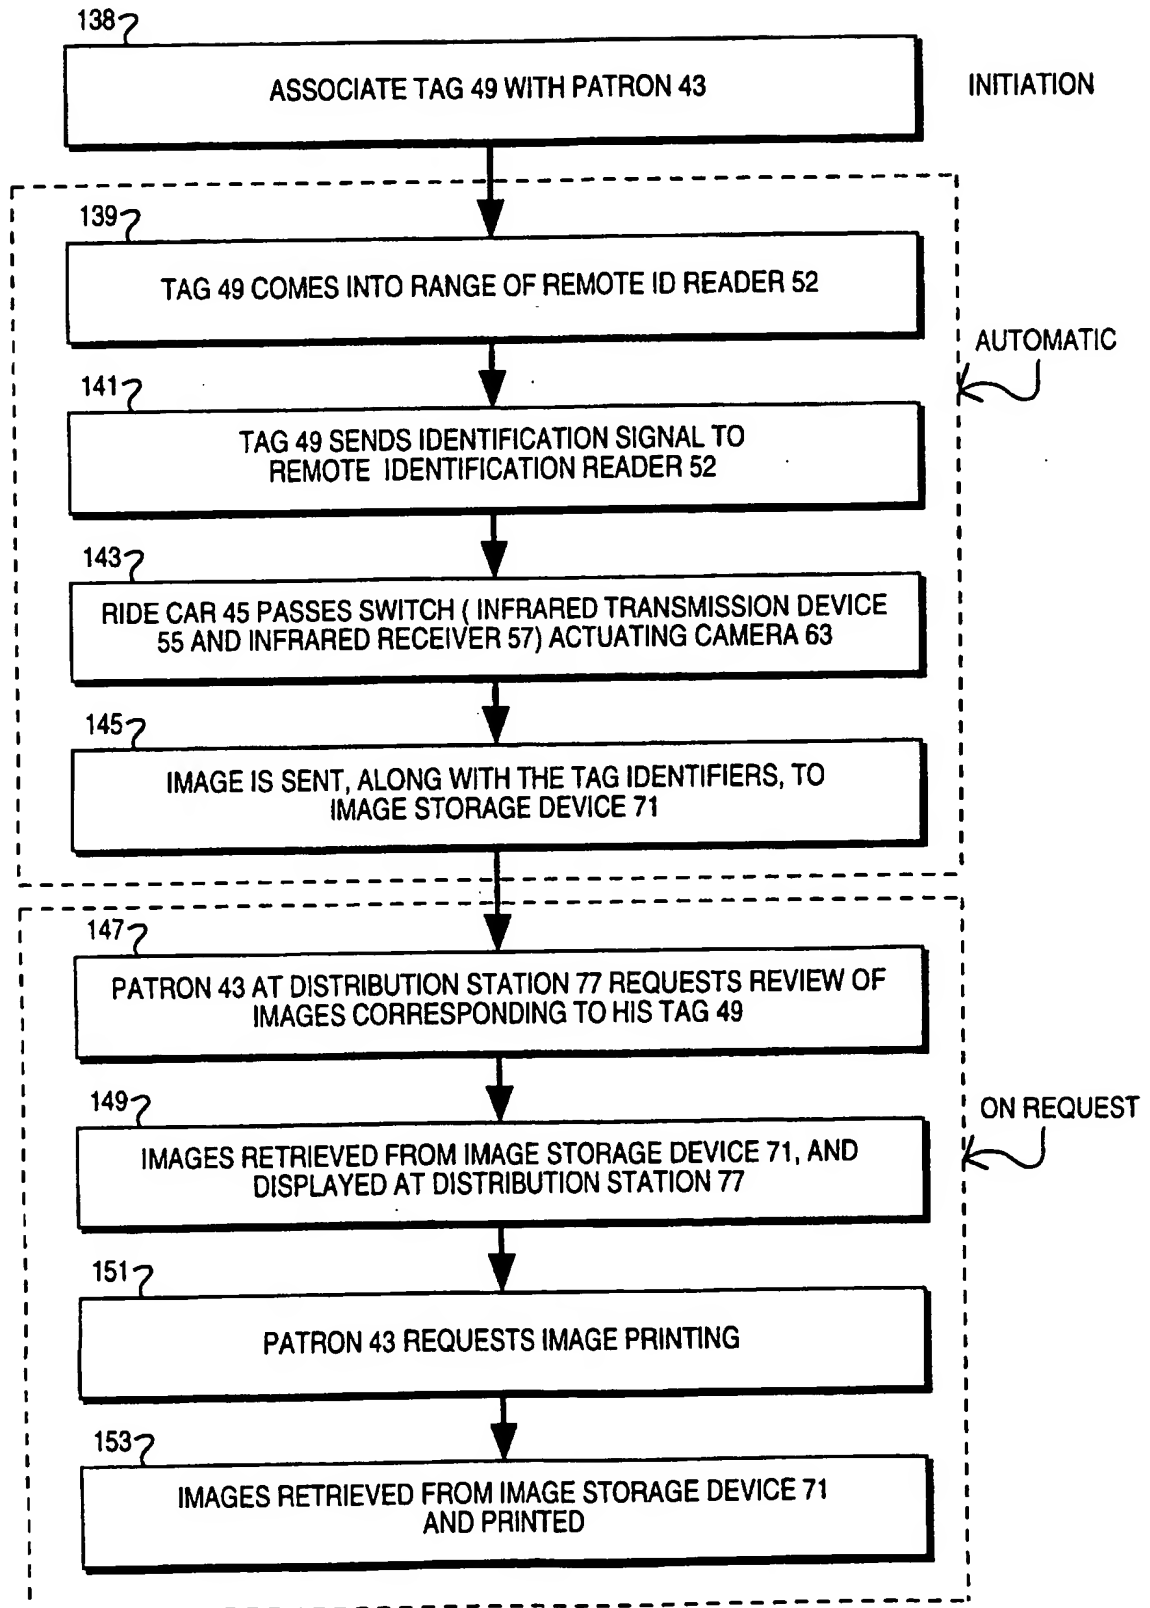 138
ASSOCIATE TAG 49 WITH PATRON 43
INITIATION
139
TAG 49 COMES INTO RANGE OF REMOTE ID READER 52
AUTOMATIC
141
TAG 49 SENDS IDENTIFICATION SIGNAL TO
REMOTE IDENTIFICATION READER 52
143
RIDE CAR 45 PASSES SWITCH ( INFRARED TRANSMISSION DEVICE
55 AND INFRARED RECEIVER 57) ACTUATING CAMERA 63
145
IMAGE IS SENT, ALONG WITH THE TAG IDENTIFIERS, TO
IMAGE STORAGE DEVICE 71
147
PATRON 43 AT DISTRIBUTION STATION 77 REQUESTS REVIEW OF
IMAGES CORRESPONDING TO HIS TAG 49
149
ON REQUEST
IMAGES RETRIEVED FROM IMAGE STORAGE DEVICE 71, AND
DISPLAYED AT DISTRIBUTION STATION 77
151
PATRON 43 REQUESTS IMAGE PRINTING
153
IMAGES RETRIEVED FROM IMAGE STORAGE DEVICE 71
AND PRINTED